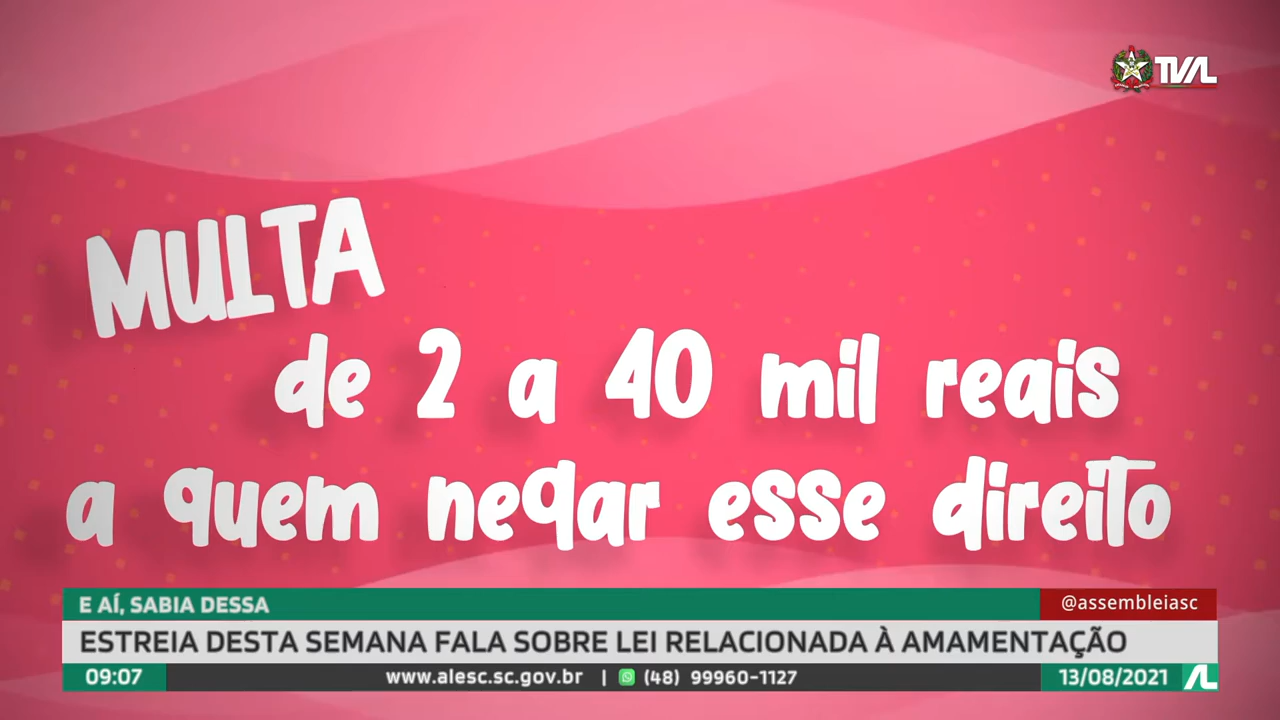 TVAL
MULTA
de 2 a 40 mil reais
a quem negar esse direito
E AÍ, SABIA DESSA
@assembleiasc
ESTREIA DESTA SEMANA FALA SOBRE LEI RELACIONADA À AMAMENTAÇÃO
09:07
www.alesc.sc.gov.br | (48) 99960-1127
13/08/2021
AL